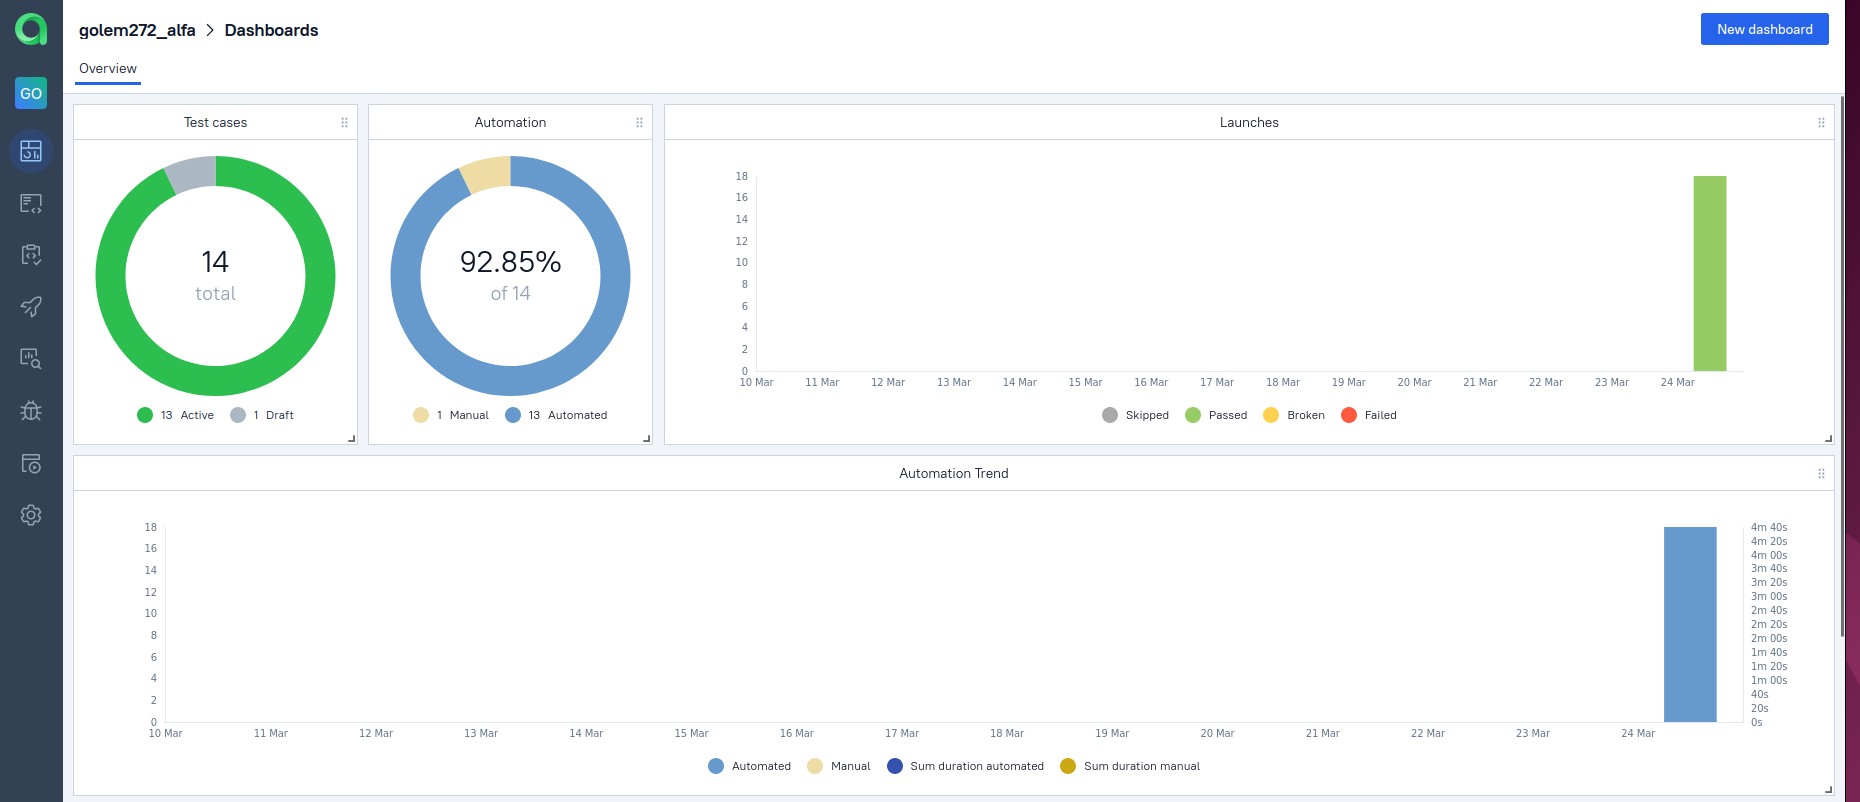 golem272_alfa > Dashboards
New dashboard
Overview
GO
Test cases
14
total
13 Active 1 Draft
Automation
92.85%
of 14
1 Manual 13 Automated
Launches
18
16
14
12
10
8
6
4
2
0
10 Mar 11 Mar 12 Mar 13 Mar 14 Mar 15 Mar 16 Mar 17 Mar 18 Mar 19 Mar 20 Mar 21 Mar 22 Mar 23 Mar 24 Mar
Skipped Passed Broken Failed
Automation Trend
18
16
14
12
10
8
6
4
2
0
4m 40s
4m 20s
4m 00s
3m 40s
3m 20s
3m 00s
2m 40s
2m 20s
2m 00s
1m 40s
1m 20s
1m 00s
40s
20s
0s
10 Mar 11 Mar 12 Mar 13 Mar 14 Mar 15 Mar 16 Mar 17 Mar 18 Mar 19 Mar 20 Mar 21 Mar 22 Mar 23 Mar 24 Mar
Automated Manual Sum duration automated Sum duration manual